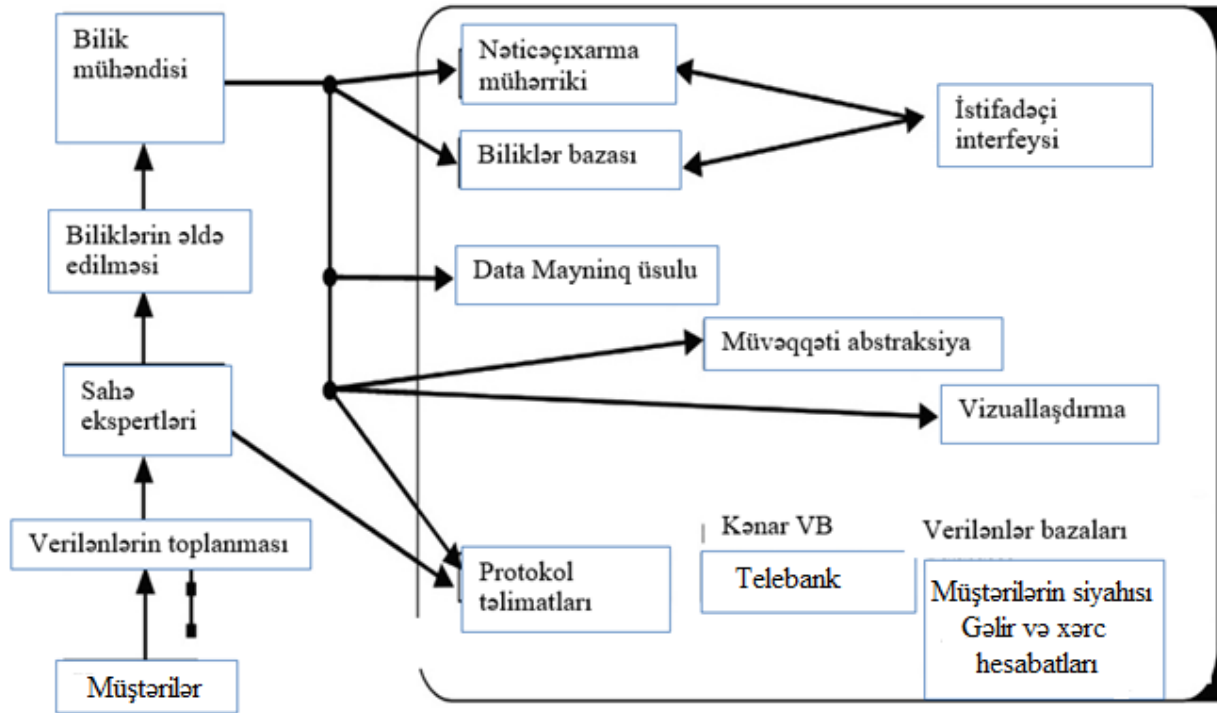 Bilik
mühəndisi
Nəticəçıxarma
mühərriki
İstifadəçi
interfeysi
Biliklər bazası
Biliklərin əldə
edilməsi
Data Mayninq üsulu
Müvəqqəti abstraksiya
Sahə
ekspertləri
Vizuallaşdırma
Verilənlərin toplanması
Kənar VB
Verilənlər bazaları
Protokol
təlimatları
Telebank
Müştərilərin siyahısı
Gəlir və xərc
hesabatları
Müştərilər